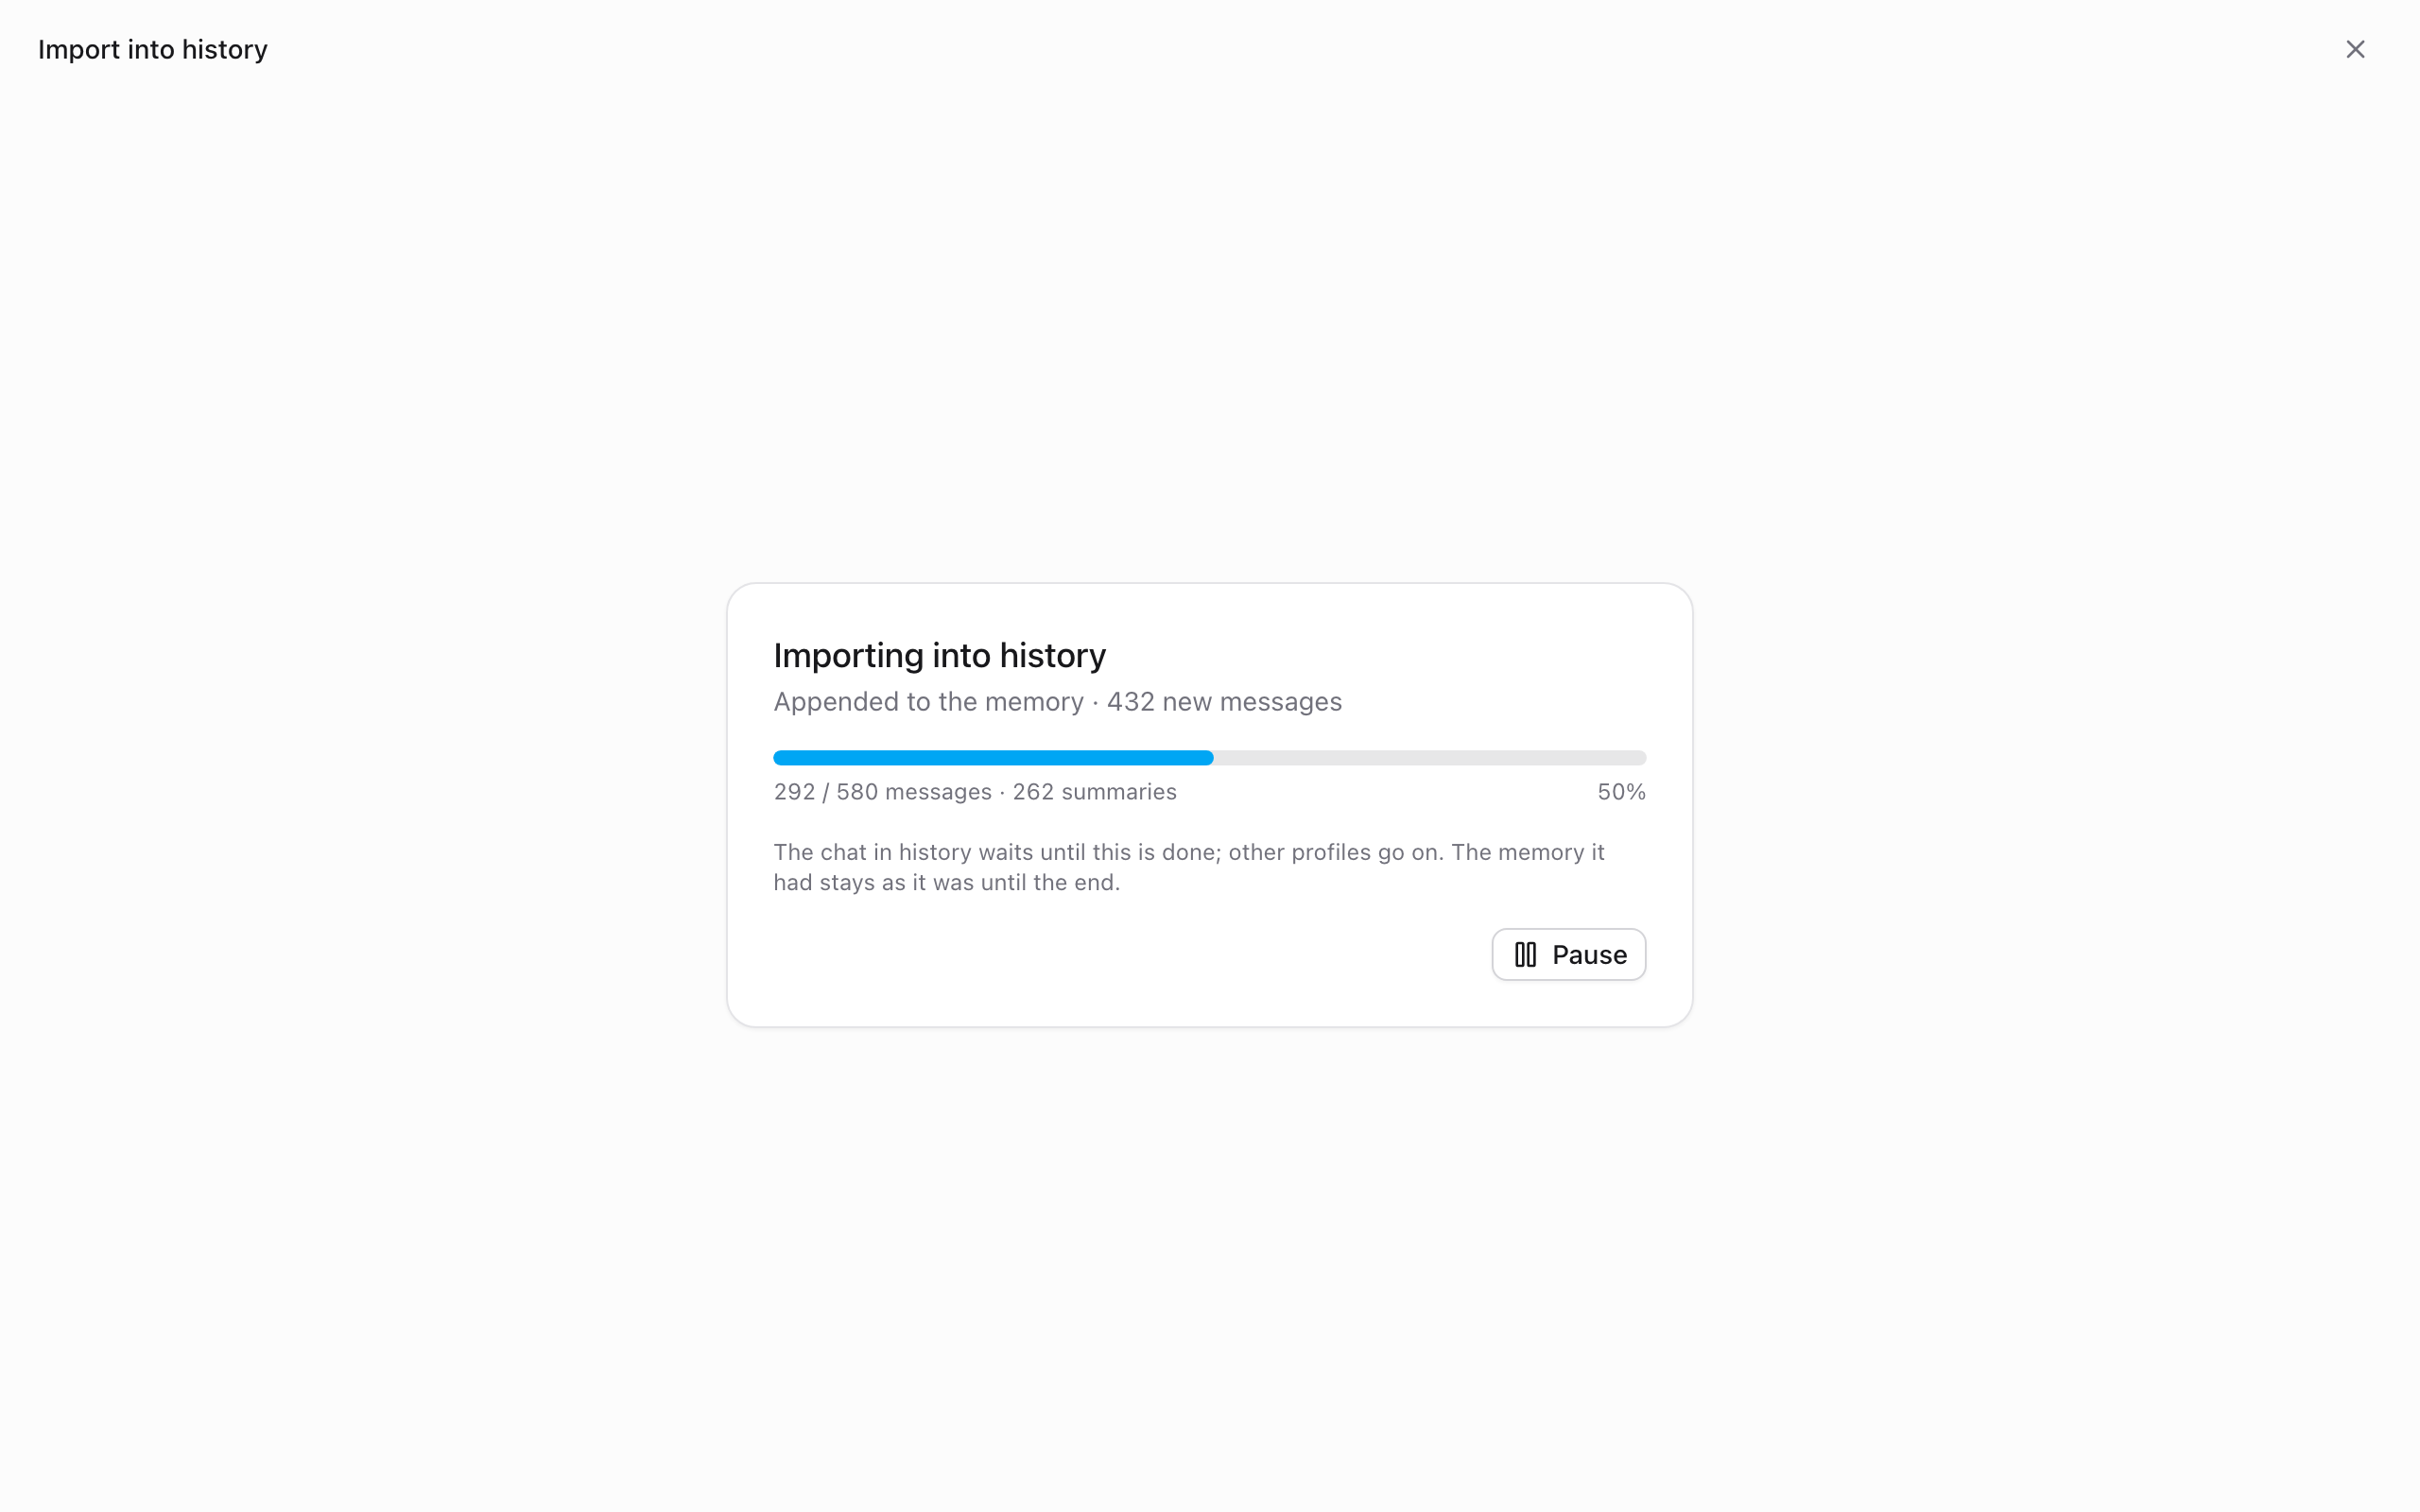 Import into history
Importing into history
Appended to the memory · 432 new messages
292 / 580 messages · 262 summaries
50%
The chat in history waits until this is done; other profiles go on. The memory it
had stays as it was until the end.
Pause